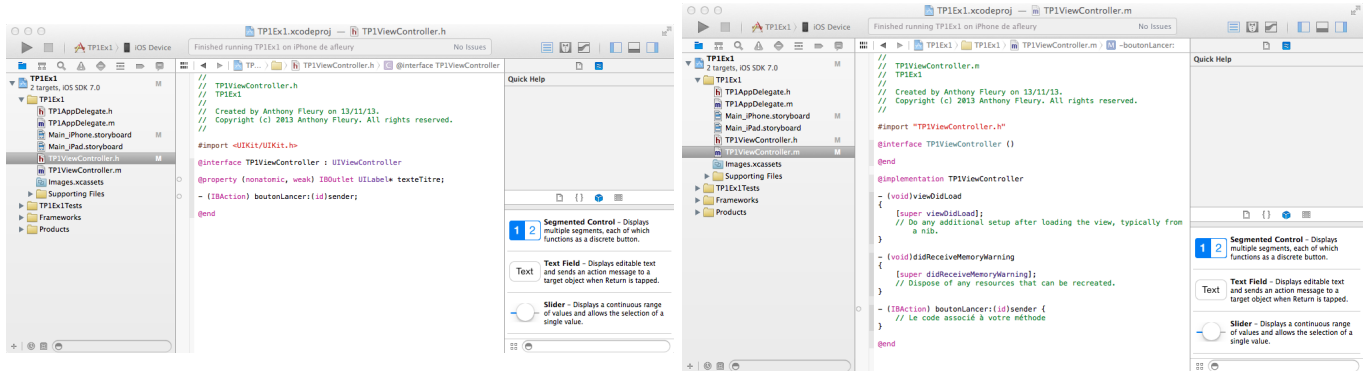 TP1Ex1.xcodeproj — TP1ViewController.h
TP1Ex1 〉 iOS Device
Finished running TP1Ex1 on iPhone de afleury
No Issues
TP1Ex1
2 targets, iOS SDK 7.0
M
TP1Ex1
TP1AppDelegate.h
TP1AppDelegate.m
Main_iPhone.storyboard
M
Main_iPad.storyboard
TP1ViewController.h
M
TP1ViewController.m
Images.xcassets
Supporting Files
TP1Ex1Tests
Frameworks
Products
TP... 〉 〉 TP1ViewController.h 〉 @interface TP1ViewController
//
//  TP1ViewController.h
//  TP1Ex1
//
//  Created by Anthony Fleury on 13/11/13.
//  Copyright (c) 2013 Anthony Fleury. All rights reserved.
//
#import <UIKit/UIKit.h>
@interface TP1ViewController : UIViewController
@property (nonatomic, weak) IBOutlet UILabel* texteTitre;
- (IBAction) boutonLancer:(id)sender;
@end
Quick Help
1 2
Segmented Control – Displays
multiple segments, each of which
functions as a discrete button.
Text
Text Field – Displays editable text
and sends an action message to a
target object when Return is tapped.
Slider – Displays a continuous range
of values and allows the selection of a
single value.
TP1Ex1.xcodeproj — TP1ViewController.m
TP1Ex1 〉 iOS Device
Finished running TP1Ex1 on iPhone de afleury
No Issues
TP1Ex1
2 targets, iOS SDK 7.0
M
TP1Ex1
TP1AppDelegate.h
TP1AppDelegate.m
Main_iPhone.storyboard
M
Main_iPad.storyboard
TP1ViewController.h
M
TP1ViewController.m
M
Images.xcassets
Supporting Files
TP1Ex1Tests
Frameworks
Products
TP1Ex1 〉 TP1Ex1 〉 TP1ViewController.m 〉 -boutonLancer:
//
//  TP1ViewController.m
//  TP1Ex1
//
//  Created by Anthony Fleury on 13/11/13.
//  Copyright (c) 2013 Anthony Fleury. All rights reserved.
//
#import "TP1ViewController.h"
@interface TP1ViewController ()
@end
@implementation TP1ViewController
- (void)viewDidLoad
{
[super viewDidLoad];
// Do any additional setup after loading the view, typically from
a nib.
}
- (void)didReceiveMemoryWarning
{
[super didReceiveMemoryWarning];
// Dispose of any resources that can be recreated.
}
- (IBAction) boutonLancer:(id)sender {
// Le code associé à votre méthode
}
@end
Quick Help
1 2
Segmented Control – Displays
multiple segments, each of which
functions as a discrete button.
Text
Text Field – Displays editable text
and sends an action message to a
target object when Return is tapped.
Slider – Displays a continuous range
of values and allows the selection of a
single value.